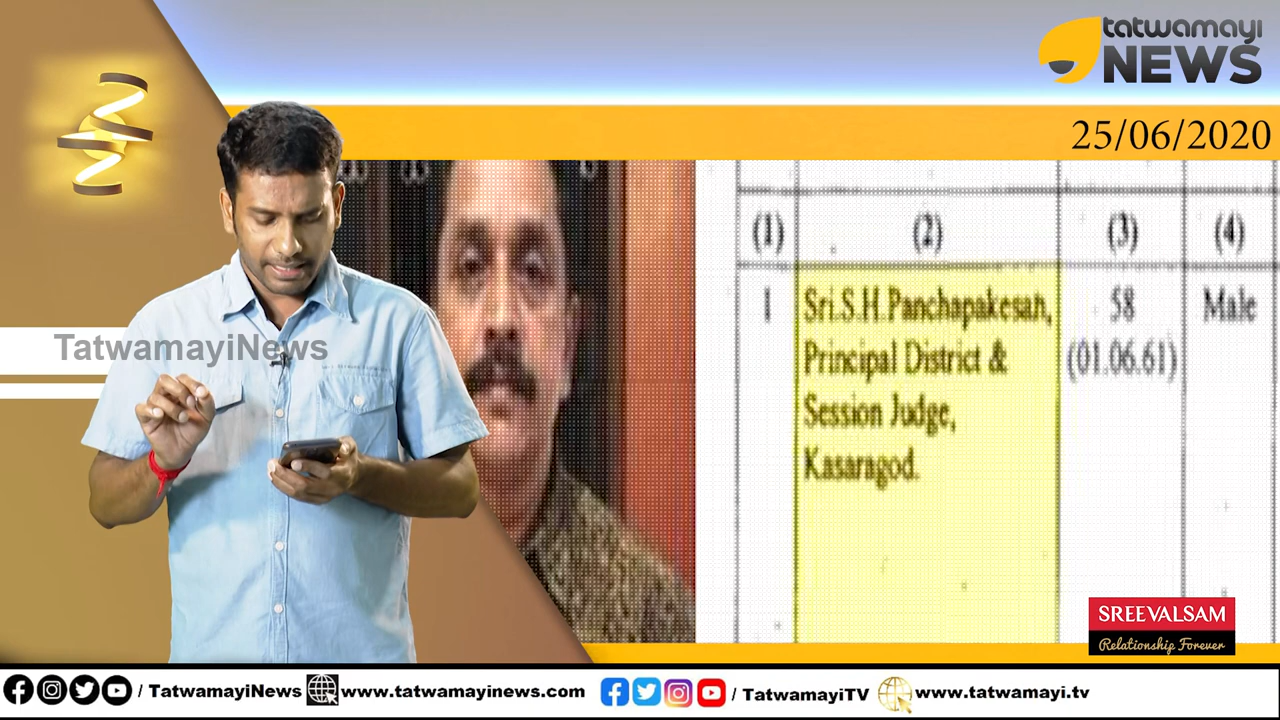 tatwamayi
NEWS
25/06/2020
(1) (2) (3) (4)
1 Sri.S.H.Panchapakesan, 58 Male
Principal District & (01.06.61)
Session Judge,
Kasaragod.
TatwamayiNews
SREEVALSAM
Relationship Forever
/ TatwamayiNews www.tatwamayinews.com / TatwamayiTV www.tatwamayi.tv